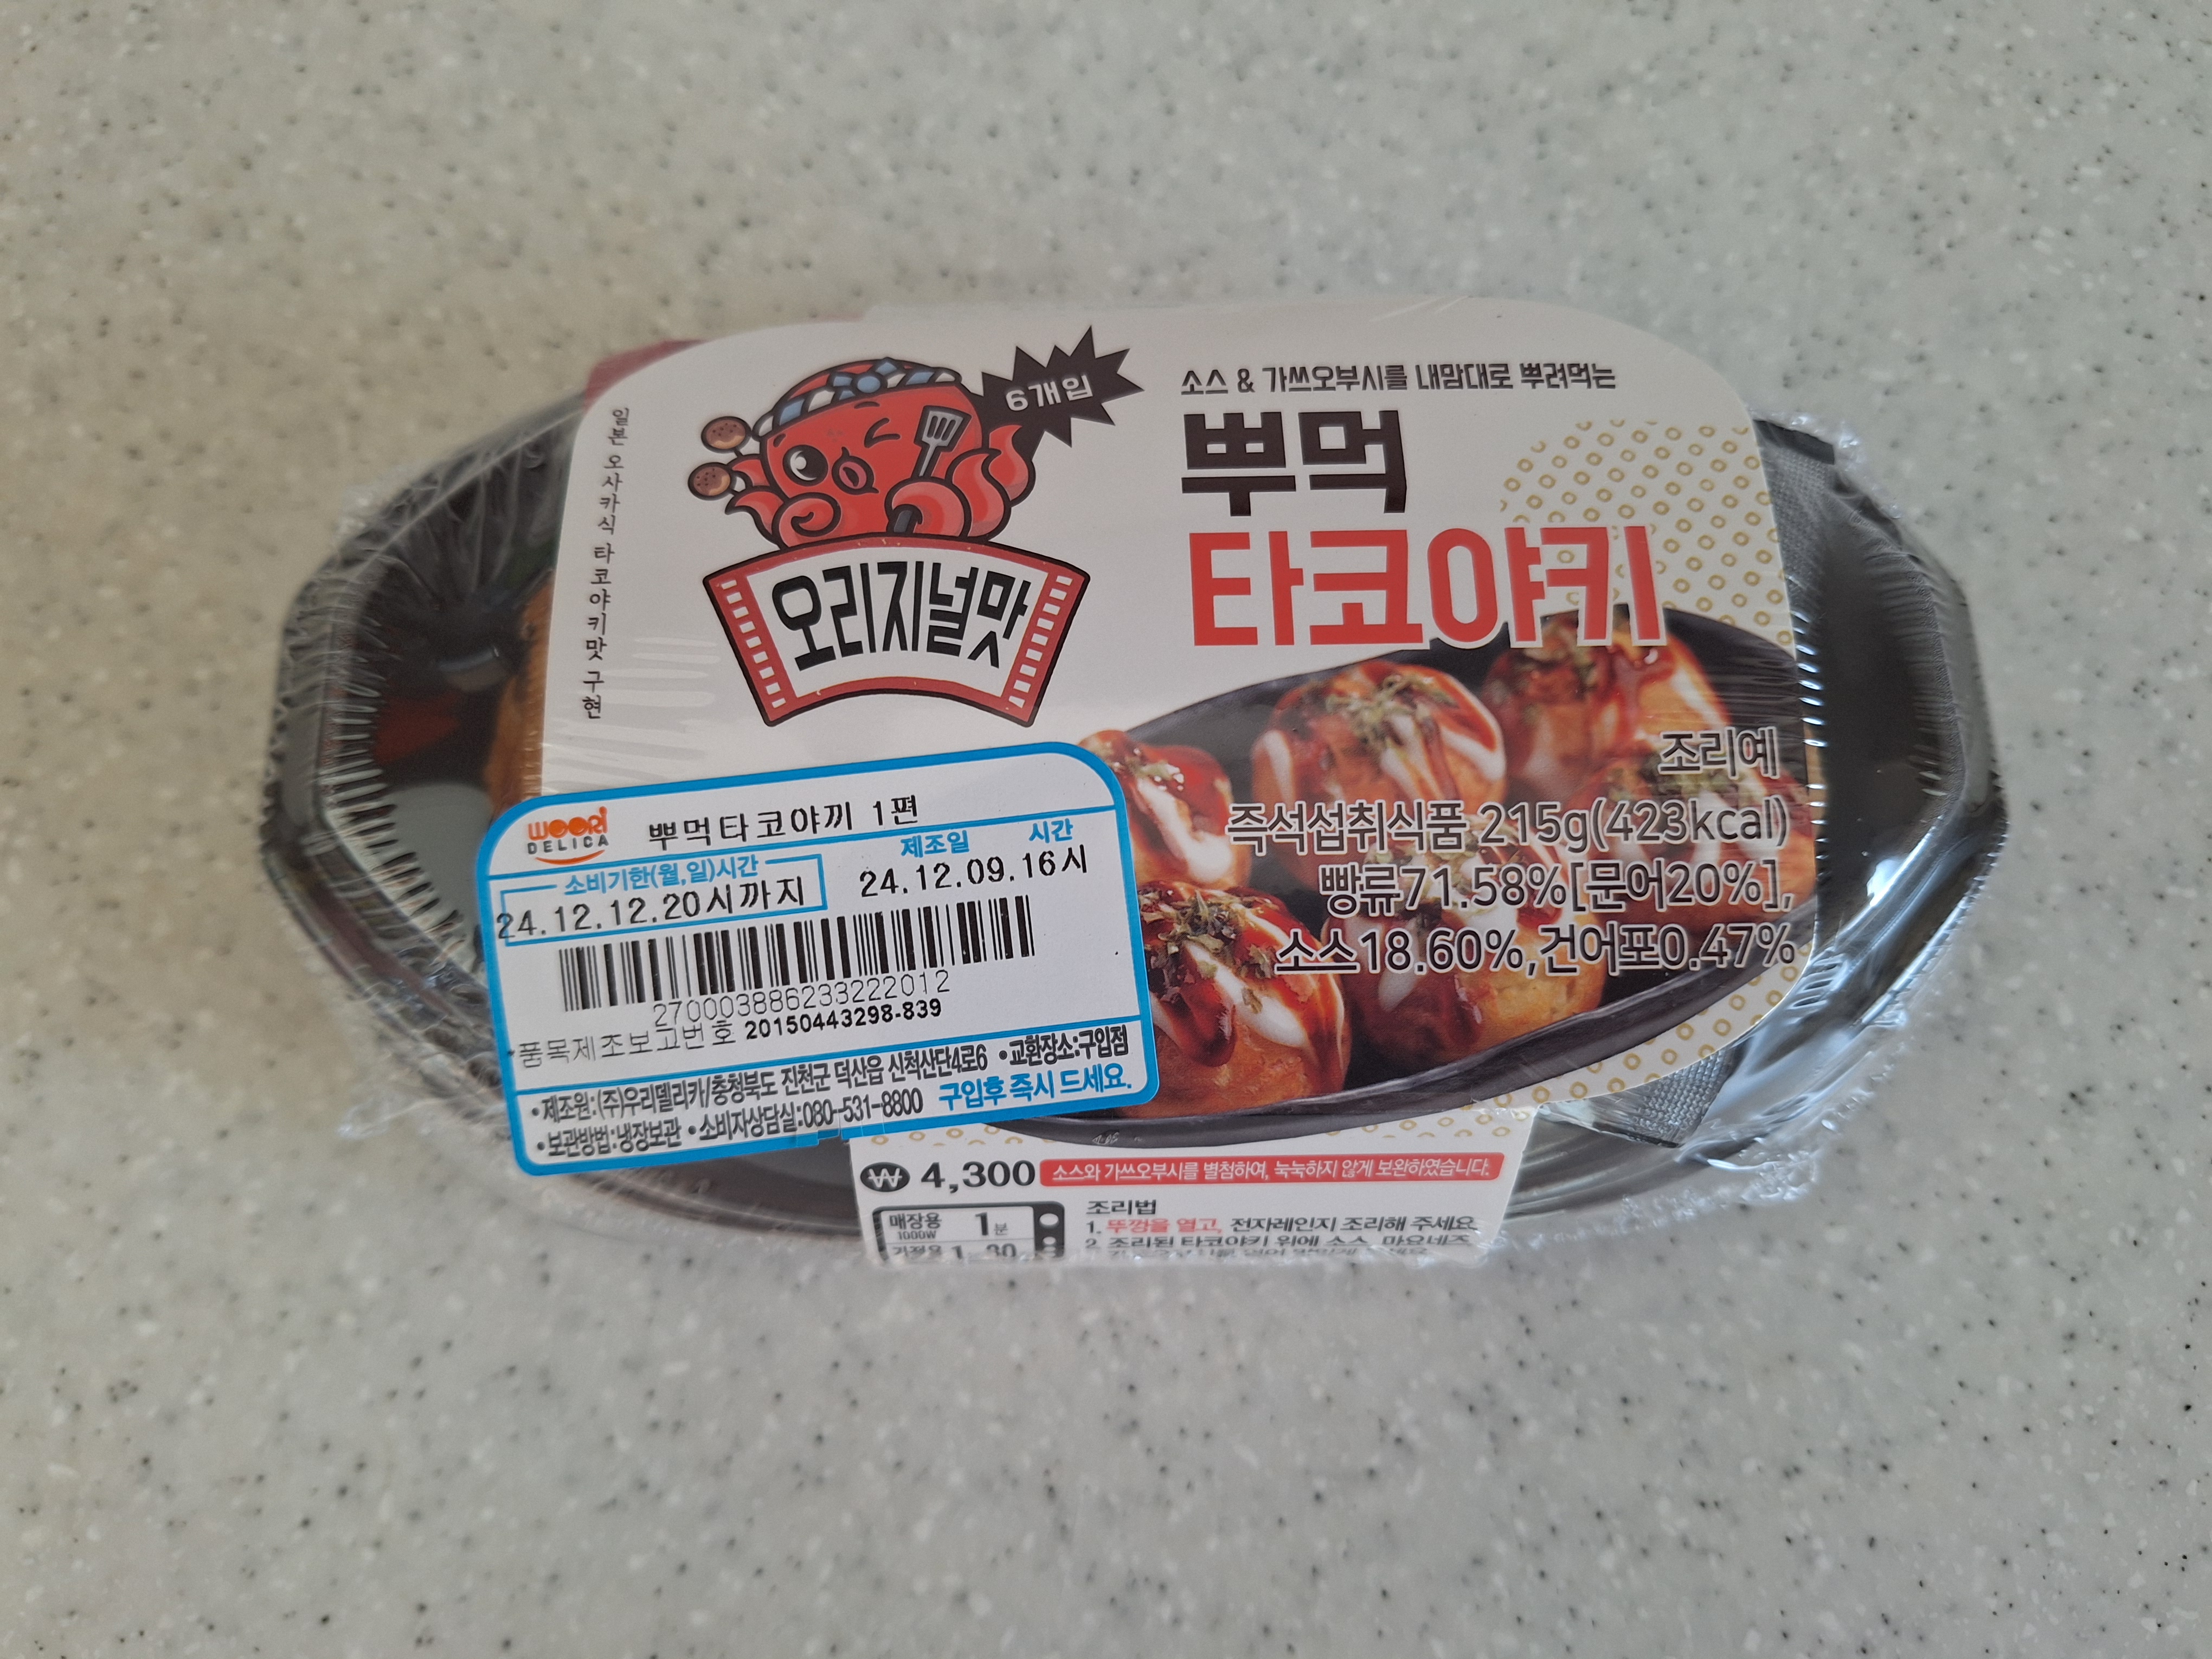 일본 오사카식 타코야키맛 구현
6개입
오리지널맛
소스 & 가쓰오부시를 내맘대로 뿌려먹는
뿌먹
타코야키
조리예
즉석섭취식품 215g(423kcal)
빵류71.58%[문어20%],
소스18.60%,건어포0.47%
WOORI
DELICA
뿌먹타코야끼 1편
소비기한(월,일)시간
제조일 시간
24.12.12.20시까지
24.12.09.16시
270003886233222012
*품목제조보고번호 20150443298-839
•제조원:(주)우리델리카/충청북도 진천군 덕산읍 신척산단4로6 •교환장소:구입점
•보관방법:냉장보관 •소비자상담실:080-531-8800 구입후 즉시 드세요.
₩ 4,300 소스와 가쓰오부시를 별첨하여, 눅눅하지 않게 보완하였습니다.
매장용 1분
1000W
가정용 1 30
조리법
1. 뚜껑을 열고, 전자레인지 조리해 주세요.
2. 조리된 타코야키 위에 소스, 마요네즈